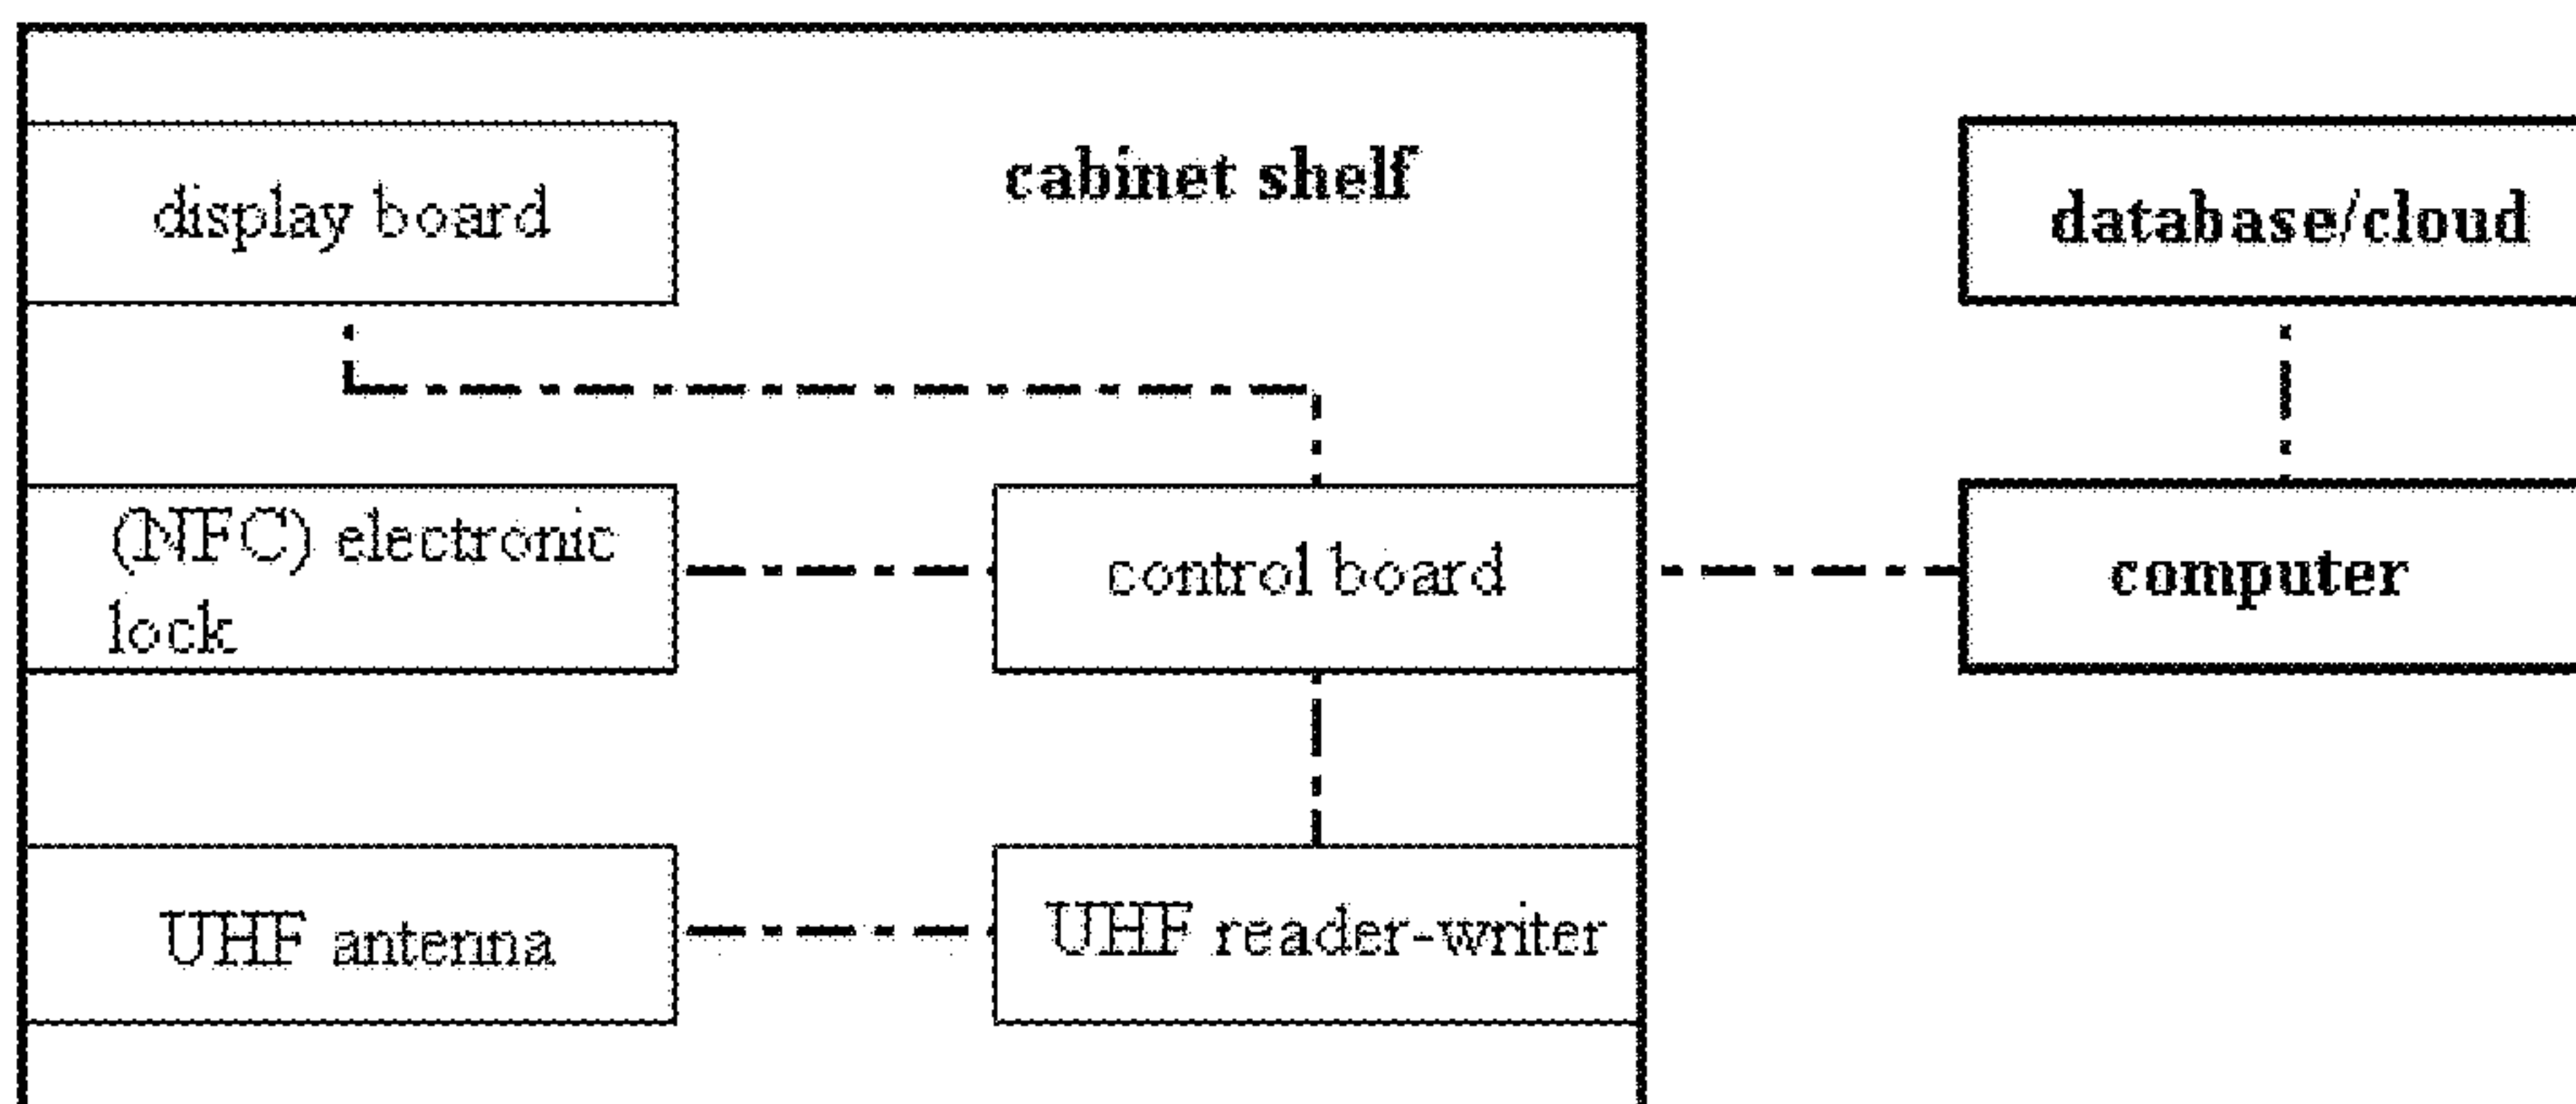 display board
cabinet shelf
database/cloud
(NFC) electronic
lock
control board
computer
UHF antenna
UHF reader-writer